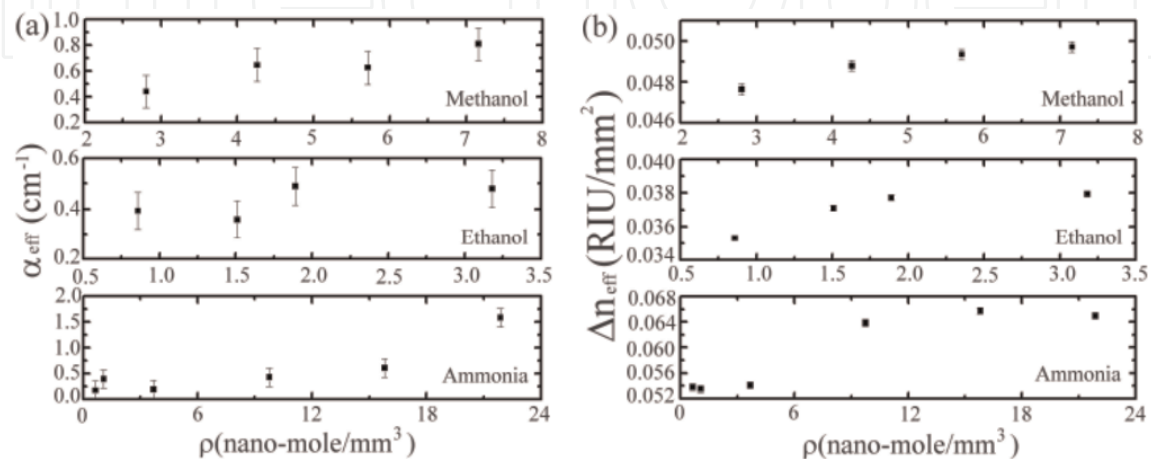 (a)
1.0
0.8
0.6
0.4
0.2
Methanol
2 3 4 5 6 7 8
0.6
0.4
0.2
Ethanol
0.5 1.0 1.5 2.0 2.5 3.0 3.5
2.0
1.5
1.0
0.5
0.0
Ammonia
0 6 12 18 24
α eff (cm⁻¹)
ρ(nano-mole/mm³)
(b)
0.050
0.048
0.046
Methanol
2 3 4 5 6 7 8
0.040
0.038
0.036
0.034
Ethanol
0.5 1.0 1.5 2.0 2.5 3.0 3.5
0.068
0.064
0.060
0.056
0.052
Ammonia
0 6 12 18 24
Δn eff (RIU/mm²)
ρ(nano-mole/mm³)